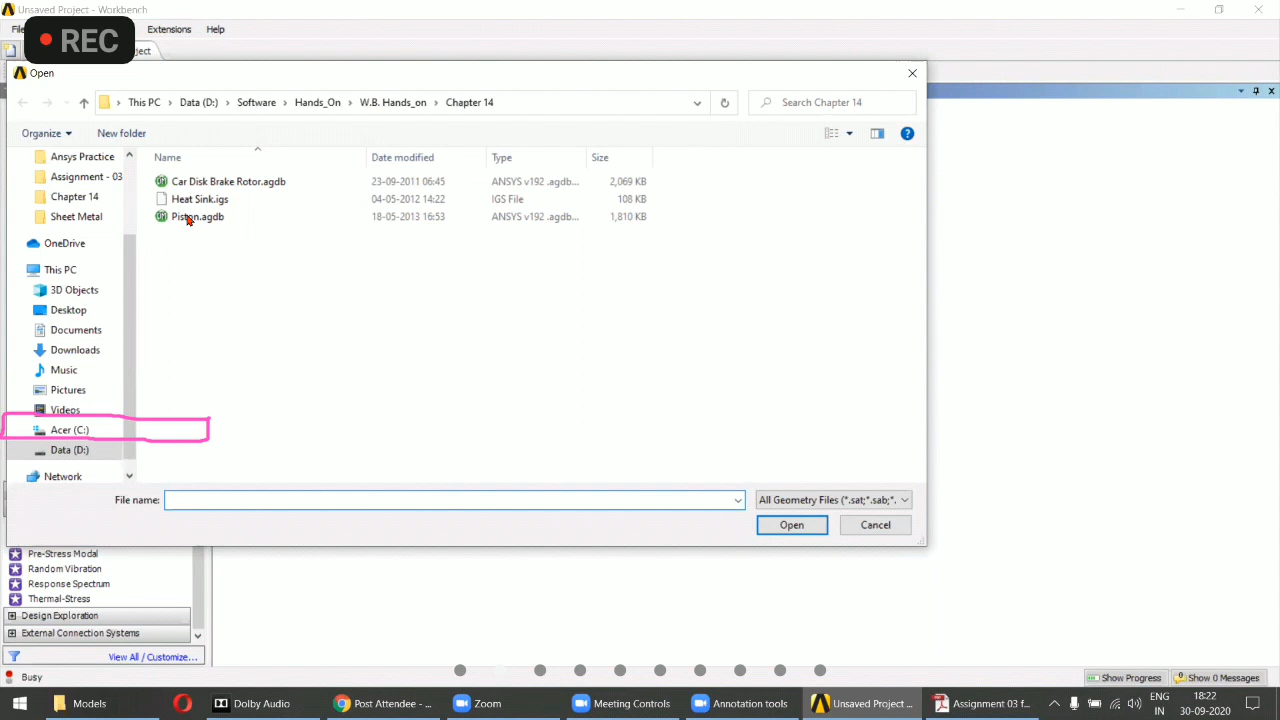 Unsaved Project - Workbench
REC
Extensions Help
ject
Open
This PC Data (D:) Software Hands_On W.B. Hands_on Chapter 14
Search Chapter 14
Organize New folder
Name Date modified Type Size
Ansys Practice
Assignment - 03
Chapter 14
Sheet Metal
OneDrive
This PC
3D Objects
Desktop
Documents
Downloads
Music
Pictures
Videos
Acer (C:)
Data (D:)
Network
Car Disk Brake Rotor.agdb 23-09-2011 06:45 ANSYS v192 .agdb... 2,069 KB
Heat Sink.igs 04-05-2012 14:22 IGS File 108 KB
Piston.agdb 18-05-2013 16:53 ANSYS v192 .agdb... 1,810 KB
File name:
All Geometry Files (*.sat;*.sab;*.
Open Cancel
Pre-Stress Modal
Random Vibration
Response Spectrum
Thermal-Stress
Design Exploration
External Connection Systems
View All / Customize...
Busy
Show Progress Show 0 Messages
Models
Dolby Audio
Post Attendee - ...
Zoom
Meeting Controls
Annotation tools
Unsaved Project ...
Assignment 03 f...
ENG
IN
18:22
30-09-2020